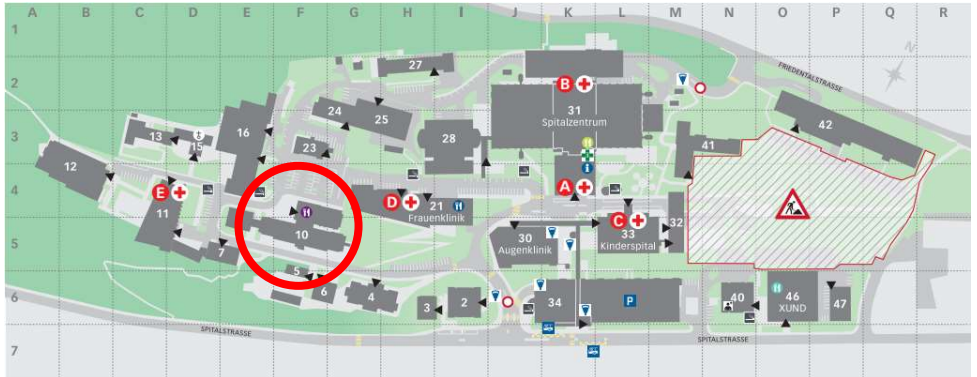 A B C D E F G H I J K L M N O P Q R
1
2
3
4
5
6
7
N
FRIEDENTALSTRASSE
27
B
31
Spitalzentrum
24
25
42
16
13
15
23
28
41
12
E
11
D
21
Frauenklinik
A
i
C
33
Kinderspital
32
10
7
30
Augenklinik
5
6
4
3
2
34
P
40
46
XUND
47
SPITALSTRASSE
SPITALSTRASSE